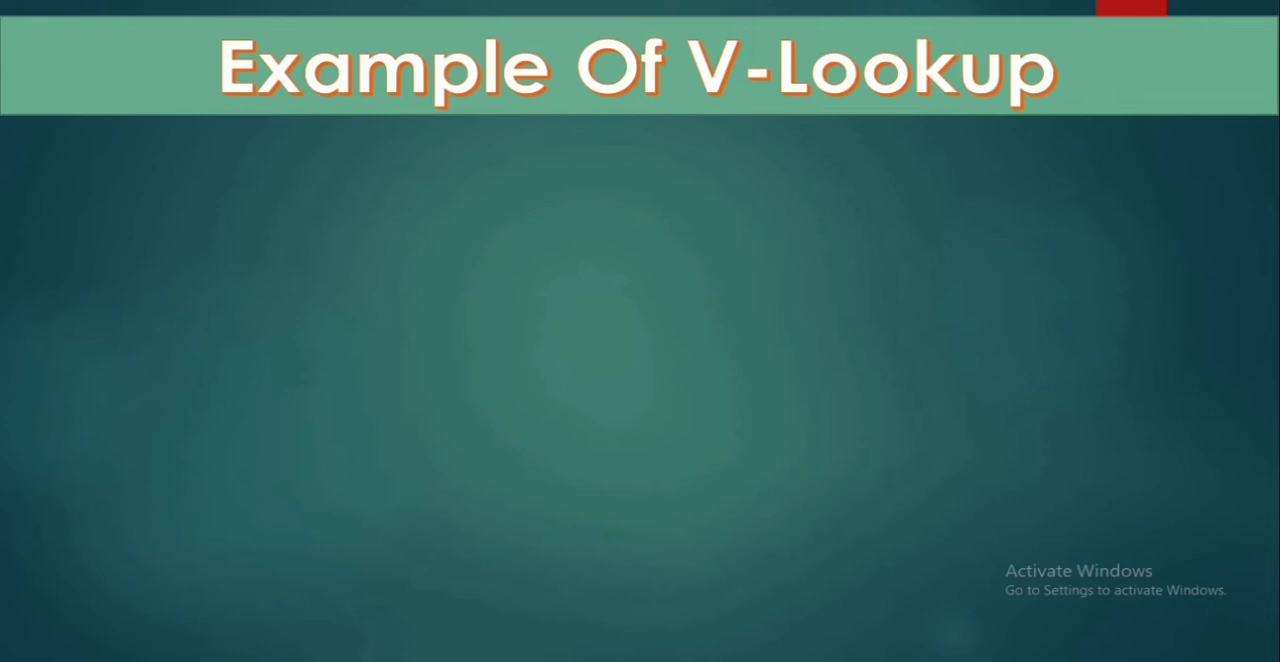 Example Of V-Lookup
Activate Windows
Go to Settings to activate Windows.